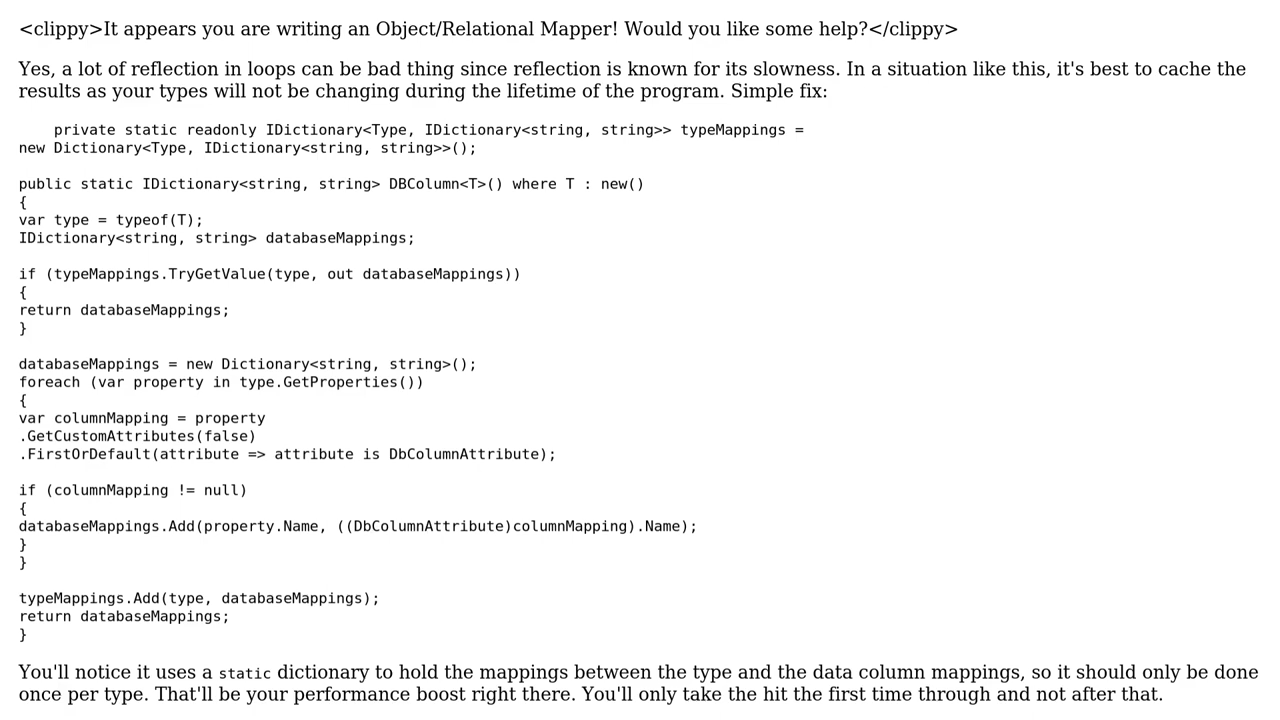 <clippy>It appears you are writing an Object/Relational Mapper! Would you like some help?</clippy>
Yes, a lot of reflection in loops can be bad thing since reflection is known for its slowness. In a situation like this, it's best to cache the
results as your types will not be changing during the lifetime of the program. Simple fix:
    private static readonly IDictionary<Type, IDictionary<string, string>> typeMappings =
new Dictionary<Type, IDictionary<string, string>>();
public static IDictionary<string, string> DBColumn<T>() where T : new()
{
var type = typeof(T);
IDictionary<string, string> databaseMappings;
if (typeMappings.TryGetValue(type, out databaseMappings))
{
return databaseMappings;
}
databaseMappings = new Dictionary<string, string>();
foreach (var property in type.GetProperties())
{
var columnMapping = property
.GetCustomAttributes(false)
.FirstOrDefault(attribute => attribute is DbColumnAttribute);
if (columnMapping != null)
{
databaseMappings.Add(property.Name, ((DbColumnAttribute)columnMapping).Name);
}
}
typeMappings.Add(type, databaseMappings);
return databaseMappings;
}
You'll notice it uses a static dictionary to hold the mappings between the type and the data column mappings, so it should only be done
once per type. That'll be your performance boost right there. You'll only take the hit the first time through and not after that.